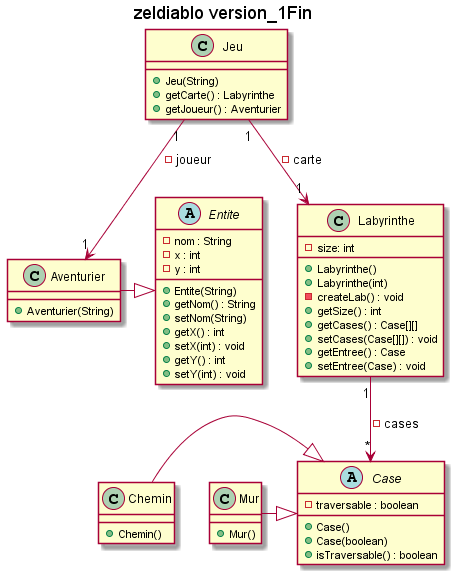 zeldiablo version_1Fin
C Jeu
Jeu(String)
getCarte() : Labyrinthe
getJoueur() : Aventurier
1
1
joueur
carte
1
1
C Aventurier
Aventurier(String)
A Entite
nom : String
x : int
y : int
Entite(String)
getNom() : String
setNom(String)
getX() : int
setX(int) : void
getY() : int
setY(int) : void
C Labyrinthe
size: int
Labyrinthe()
Labyrinthe(int)
createLab() : void
getSize() : int
getCases() : Case[][]
setCases(Case[][]) : void
getEntree() : Case
setEntree(Case) : void
1
cases
*
C Chemin
Chemin()
C Mur
Mur()
A Case
traversable : boolean
Case()
Case(boolean)
isTraversable() : boolean